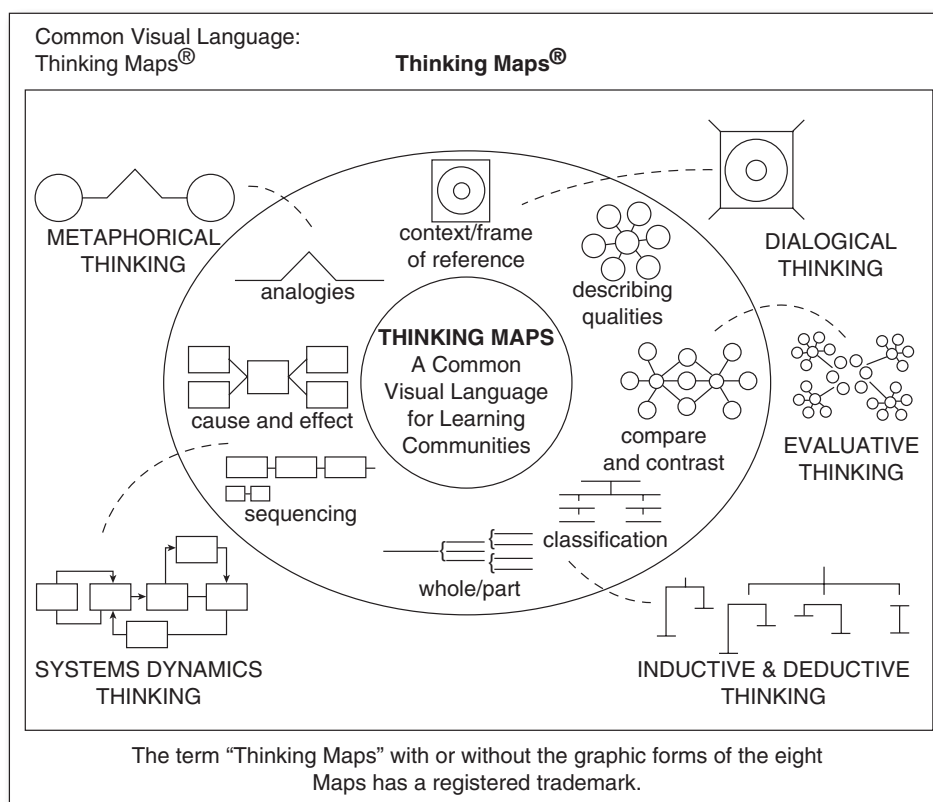 Common Visual Language:
Thinking Maps®
Thinking Maps®
METAPHORICAL
THINKING
context/frame
of reference
DIALOGICAL
THINKING
analogies
describing
qualities
THINKING MAPS
A Common
Visual Language
for Learning
Communities
cause and effect
compare
and contrast
EVALUATIVE
THINKING
sequencing
classification
whole/part
SYSTEMS DYNAMICS
THINKING
INDUCTIVE & DEDUCTIVE
THINKING
The term “Thinking Maps” with or without the graphic forms of the eight
Maps has a registered trademark.